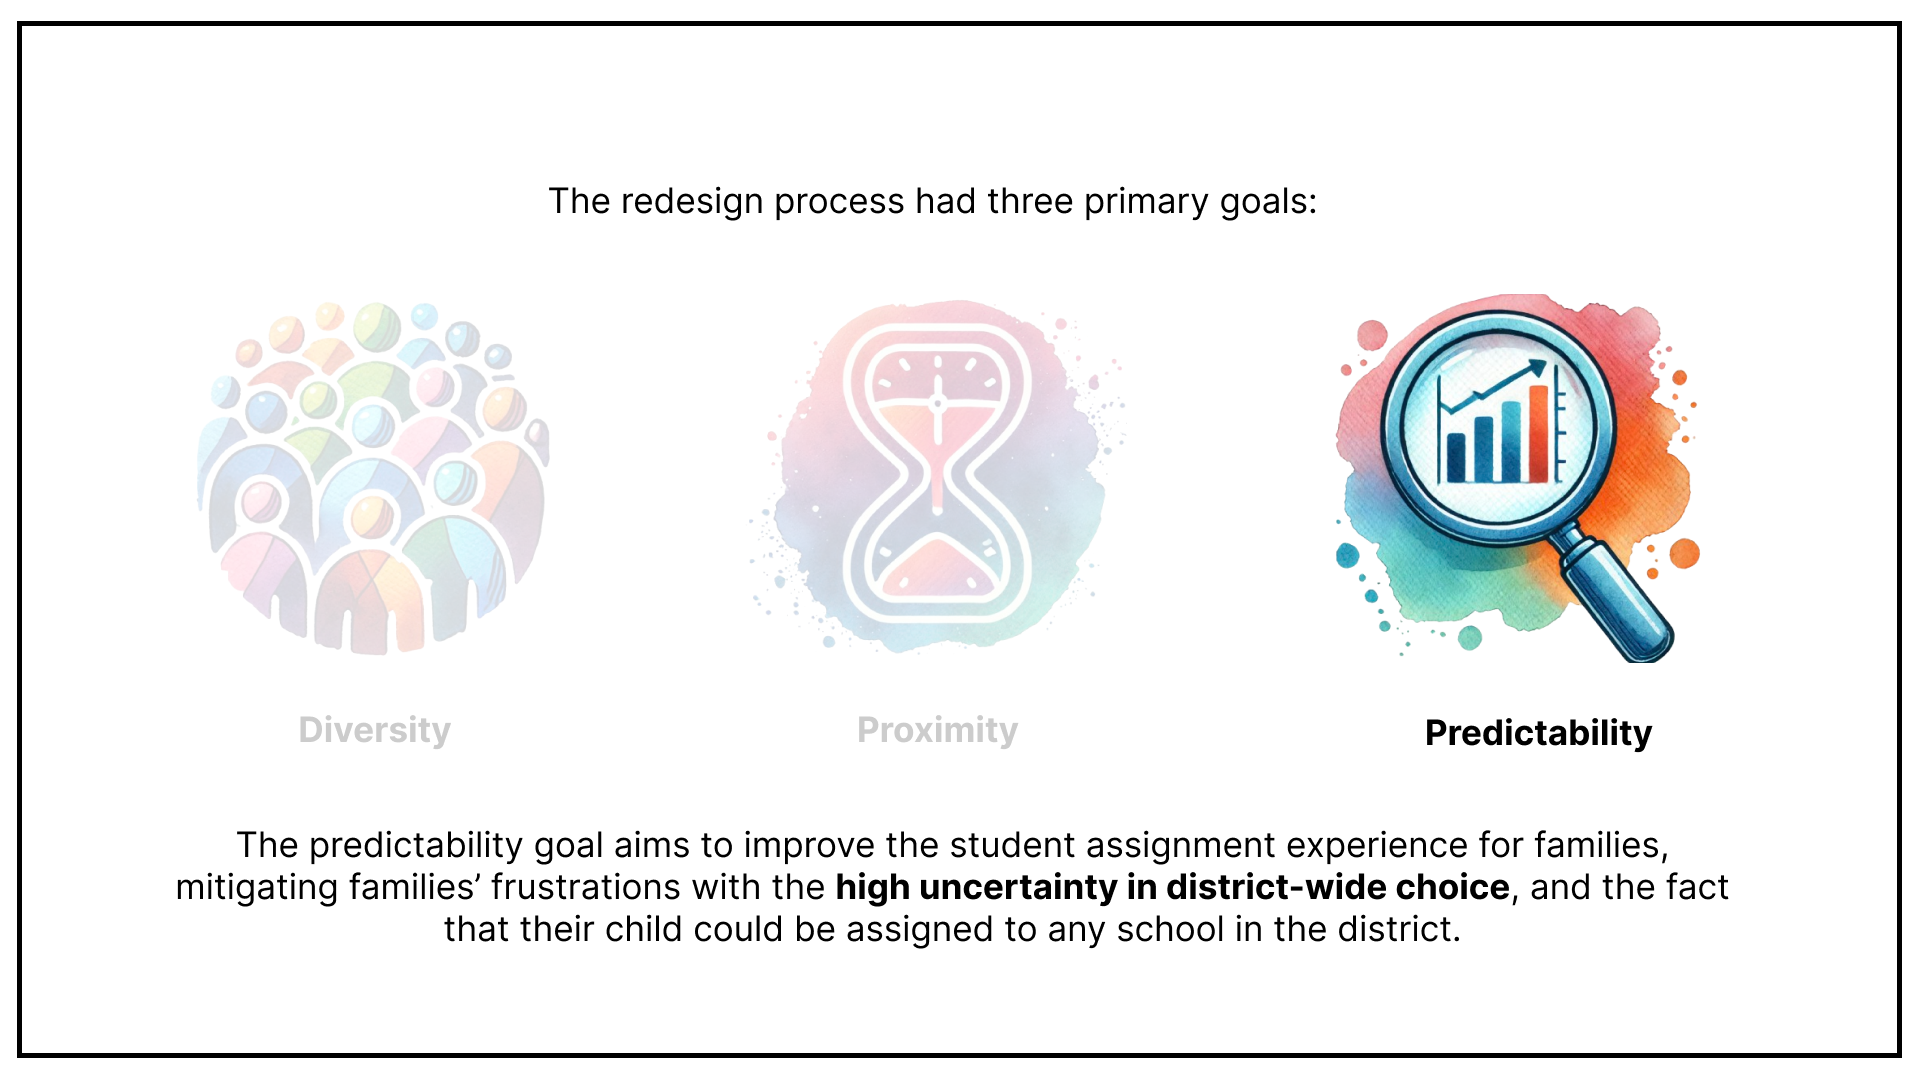 The redesign process had three primary goals:
Diversity
Proximity
Predictability
The predictability goal aims to improve the student assignment experience for families,
mitigating families’ frustrations with the high uncertainty in district-wide choice, and the fact
that their child could be assigned to any school in the district.